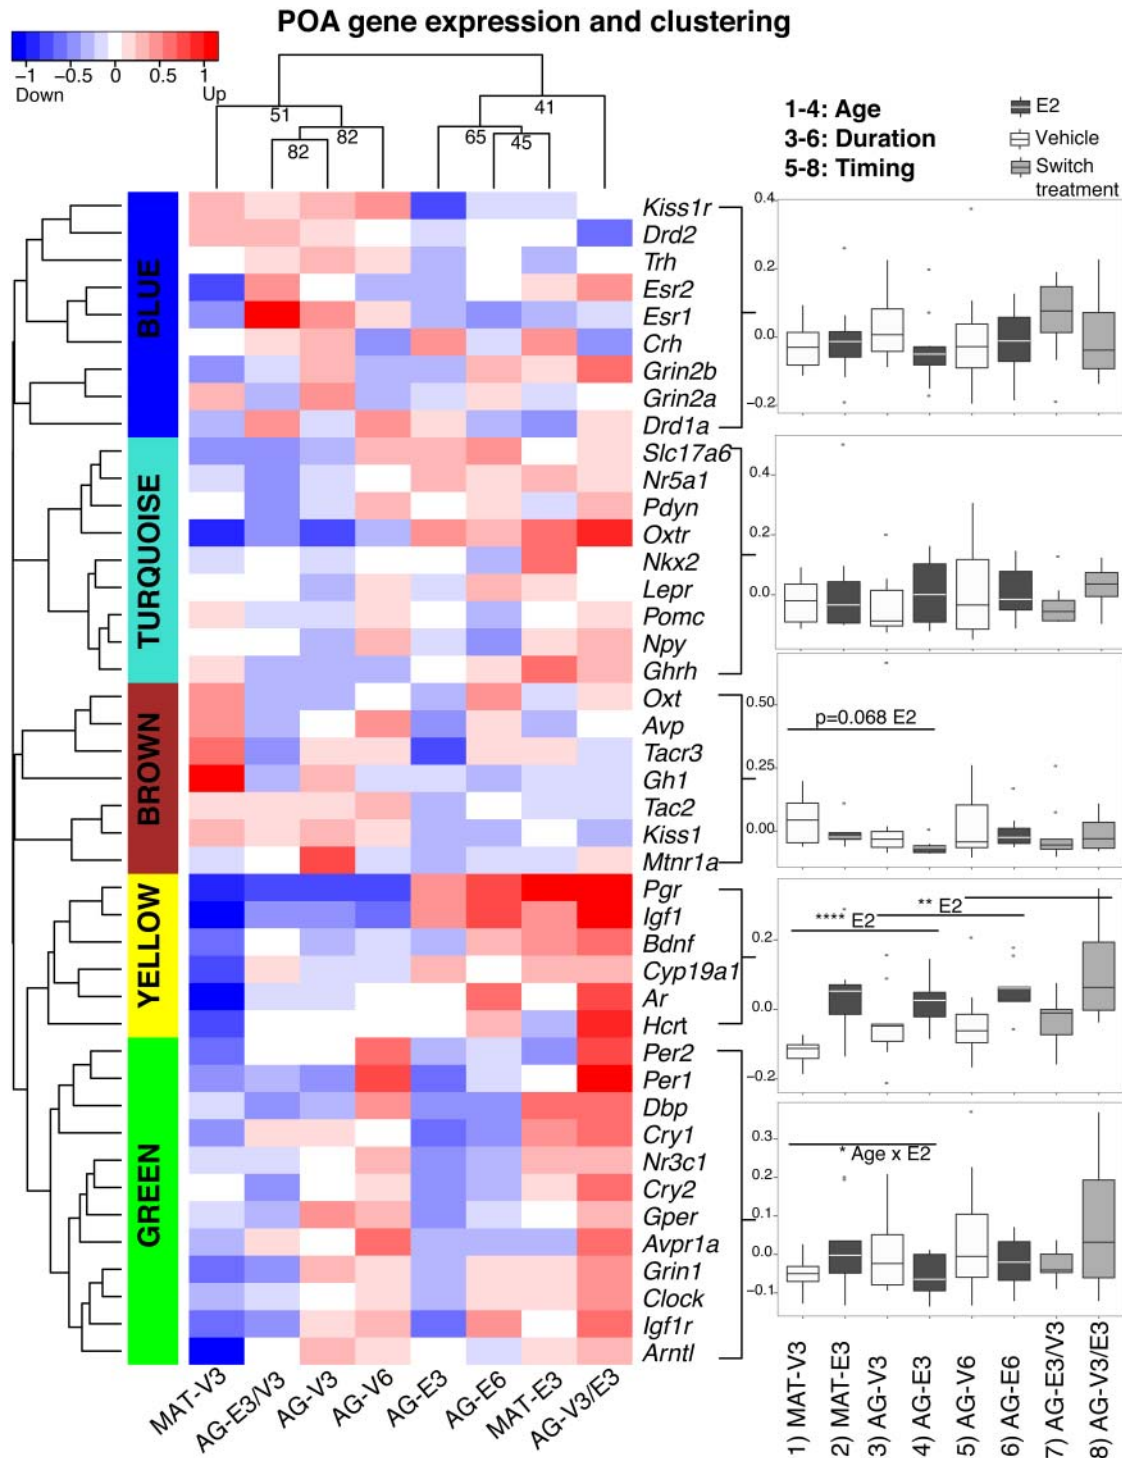 POA gene expression and clustering
−1 −0.5 0 0.5 1
Down Up
51
82
82
41
65
45
1-4: Age
3-6: Duration
5-8: Timing
E2
Vehicle
Switch
treatment
BLUE
TURQUOISE
BROWN
YELLOW
GREEN
Kiss1r
Drd2
Trh
Esr2
Esr1
Crh
Grin2b
Grin2a
Drd1a
Slc17a6
Nr5a1
Pdyn
Oxtr
Nkx2
Lepr
Pomc
Npy
Ghrh
Oxt
Avp
Tacr3
Gh1
Tac2
Kiss1
Mtnr1a
Pgr
Igf1
Bdnf
Cyp19a1
Ar
Hcrt
Per2
Per1
Dbp
Cry1
Nr3c1
Cry2
Gper
Avpr1a
Grin1
Clock
Igf1r
Arntl
MAT-V3
AG-E3/V3
AG-V3
AG-V6
AG-E3
AG-E6
MAT-E3
AG-V3/E3
0.4
0.2
0.0
−0.2
0.4
0.2
0.0
0.50
0.25
0.00
p=0.068 E2
0.2
0.0
−0.2
**** E2
** E2
0.3
0.2
0.1
0.0
−0.1
* Age x E2
1) MAT-V3
2) MAT-E3
3) AG-V3
4) AG-E3
5) AG-V6
6) AG-E6
7) AG-E3/V3
8) AG-V3/E3